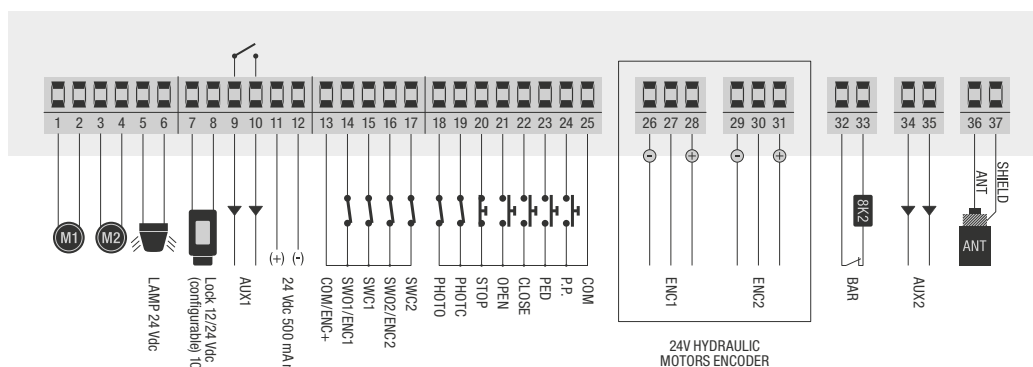 1 2 3 4 5 6 7 8 9 10 11 12 13 14 15 16 17 18 19 20 21 22 23 24 25 26 27 28 29 30 31 32 33 34 35 36 37
M1
M2
LAMP 24 Vdc
Lock 12/24 Vdc
(configurable)
AUX1
(+) (-)
24 Vdc 500 mA
COM/ENC+
SWO1/ENC1
SWC1
SWO2/ENC2
SWC2
PHOTO
PHOTC
STOP
OPEN
CLOSE
PED
P.P.
COM
- +
ENC1
- +
ENC2
24V HYDRAULIC
MOTORS ENCODER
8K2
BAR
AUX2
ANT
SHIELD
ANT